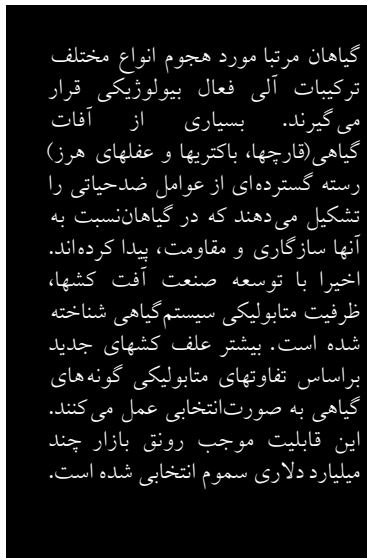 گیاهان مرتبا مورد هجوم انواع مختلف
ترکیبات آلی فعال بیولوژیکی قرار
می‌گیرند. بسیاری از آفات
گیاهی(قارچها، باکتریها و عفلهای هرز)
رسته گسترده‌ای از عوامل ضدحیاتی را
تشکیل می‌دهند که در گیاهان‌نسبت به
آنها سازگاری و مقاومت، پیدا کرده‌اند.
اخیرا با توسعه صنعت آفت کشها،
ظرفیت متابولیکی سیستم‌گیاهی شناخته
شده است. بیشتر علف کشهای جدید
براساس تفاوتهای متابولیکی گونه‌های
گیاهی به صورت‌انتخابی عمل می‌کنند.
این قابلیت موجب رونق بازار چند
میلیارد دلاری سموم انتخابی شده است.